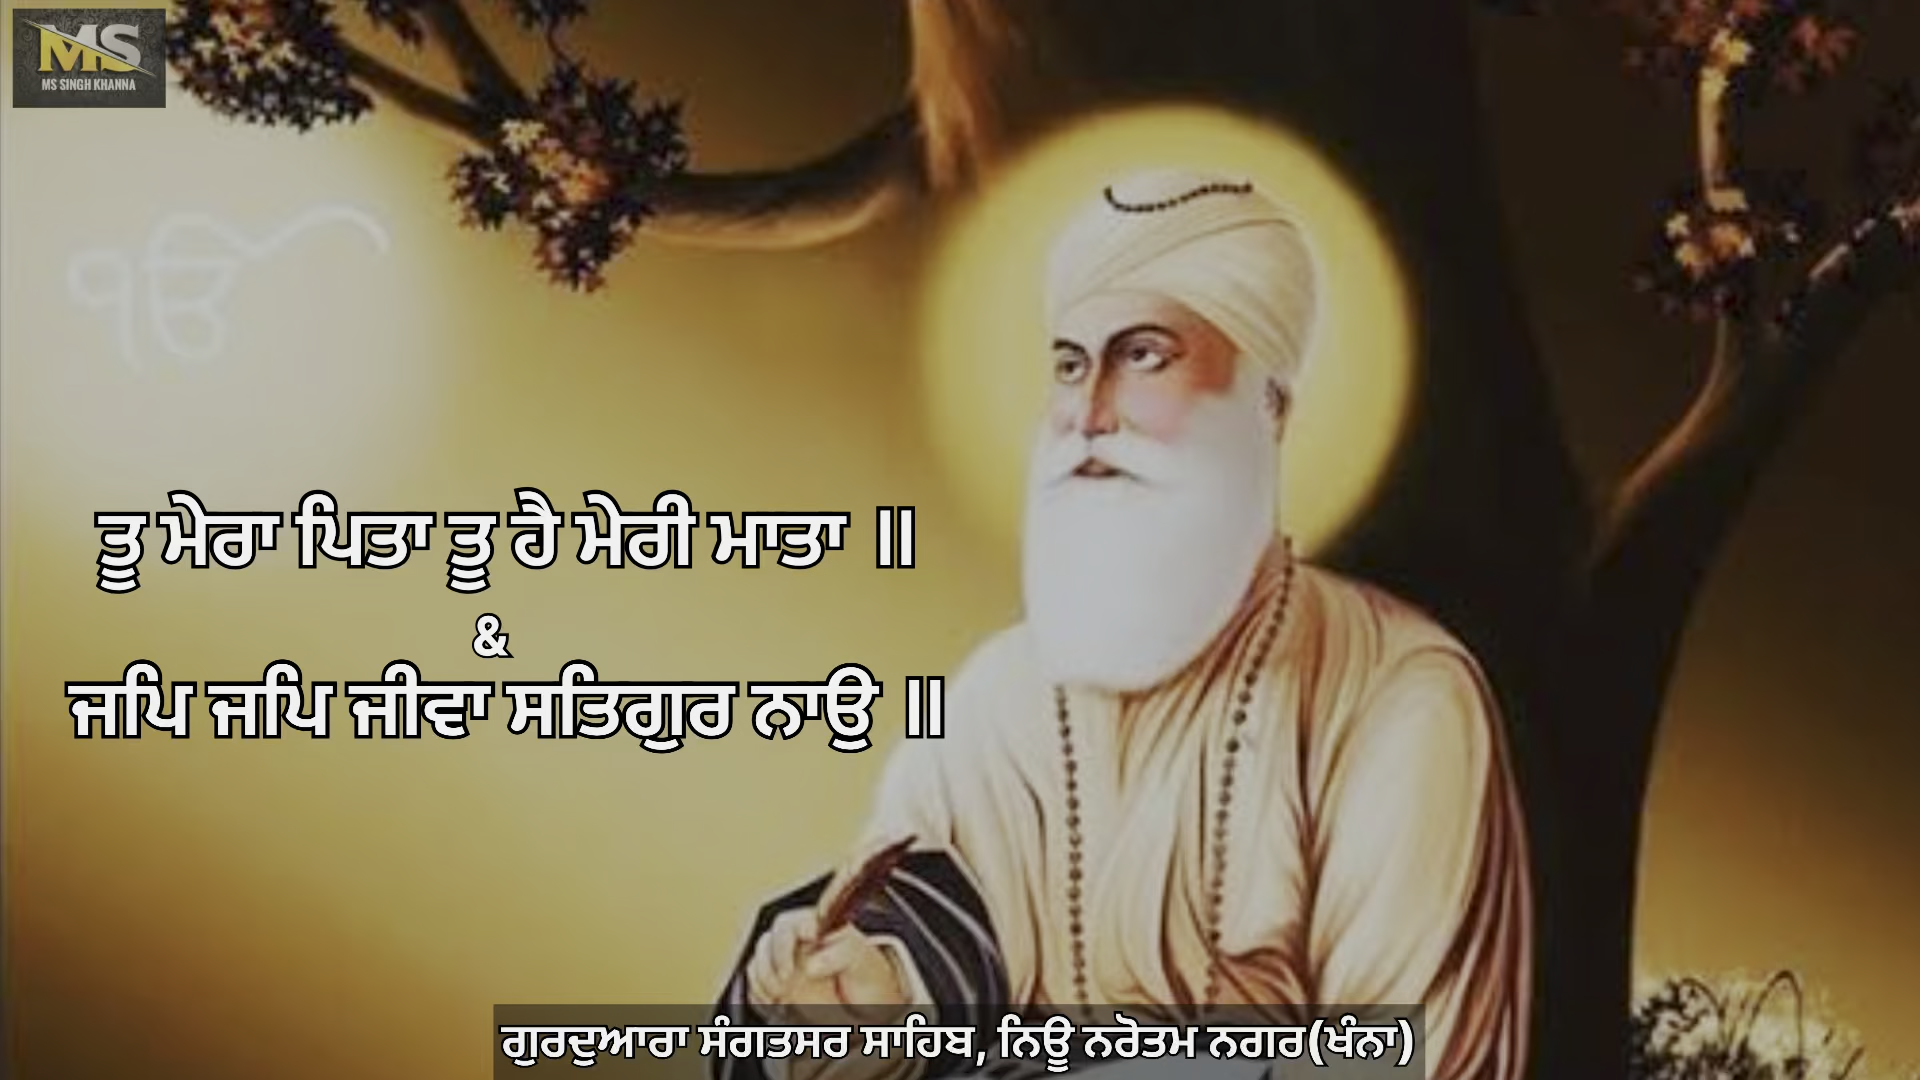 MS
MS SINGH KHANNA
ੴ
ਤੂ ਮੇਰਾ ਪਿਤਾ ਤੂ ਹੈ ਮੇਰੀ ਮਾਤਾ ॥
&
ਜਪਿ ਜਪਿ ਜੀਵਾ ਸਤਿਗੁਰ ਨਾਉ ॥
ਗੁਰਦੁਆਰਾ ਸੰਗਤਸਰ ਸਾਹਿਬ, ਨਿਊ ਨਰੋਤਮ ਨਗਰ(ਖੰਨਾ)